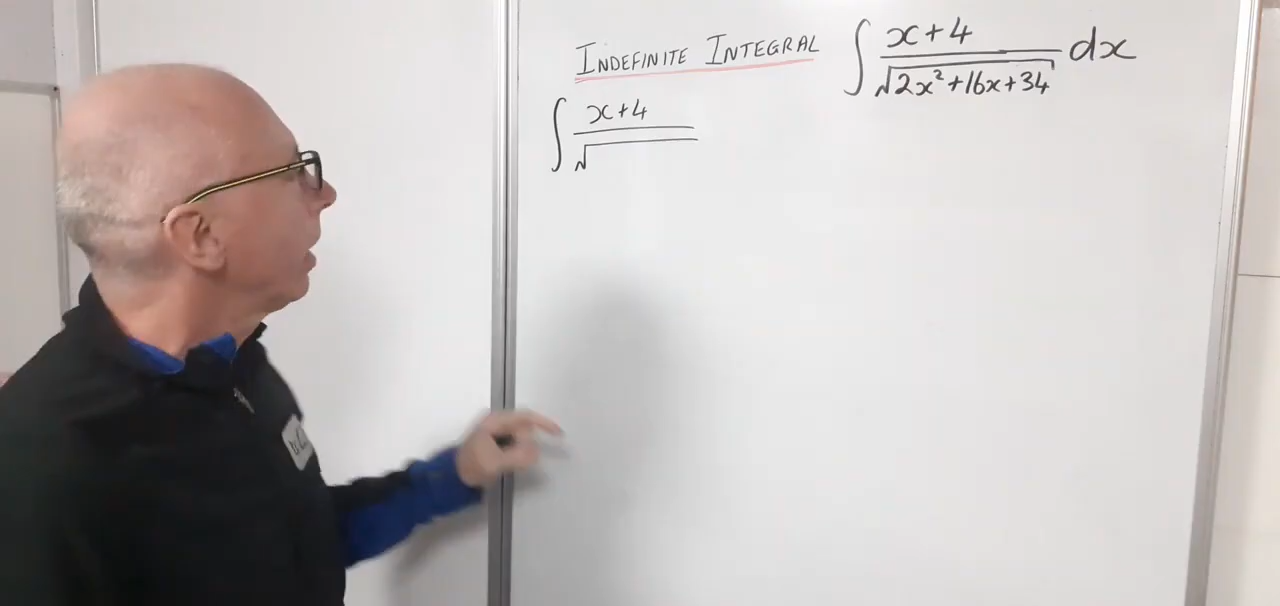 INDEFINITE INTEGRAL ∫ x+4 / √(2x²+16x+34) dx
∫ x+4 / √